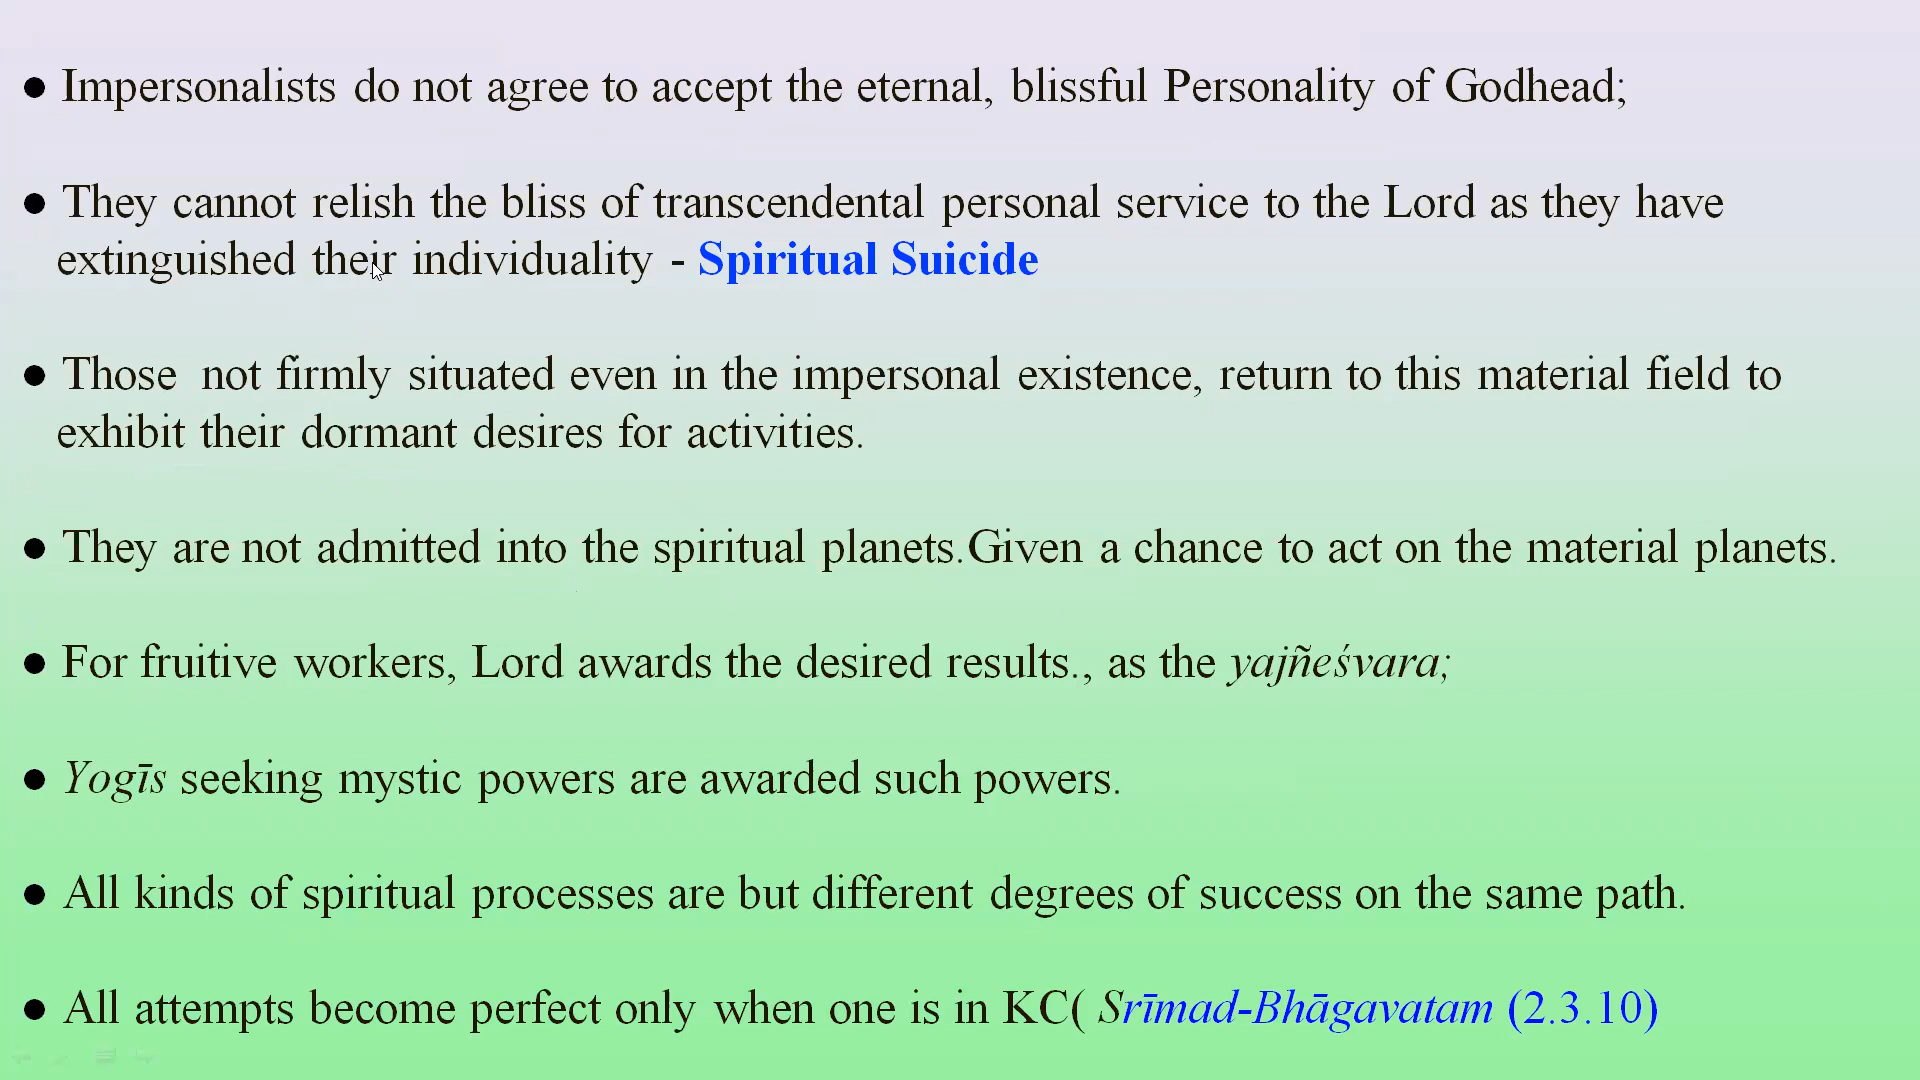 ● Impersonalists do not agree to accept the eternal, blissful Personality of Godhead;
● They cannot relish the bliss of transcendental personal service to the Lord as they have
extinguished their individuality - Spiritual Suicide
● Those not firmly situated even in the impersonal existence, return to this material field to
exhibit their dormant desires for activities.
● They are not admitted into the spiritual planets.Given a chance to act on the material planets.
● For fruitive workers, Lord awards the desired results., as the yajñeśvara;
● Yogīs seeking mystic powers are awarded such powers.
● All kinds of spiritual processes are but different degrees of success on the same path.
● All attempts become perfect only when one is in KC( Srīmad-Bhāgavatam (2.3.10)